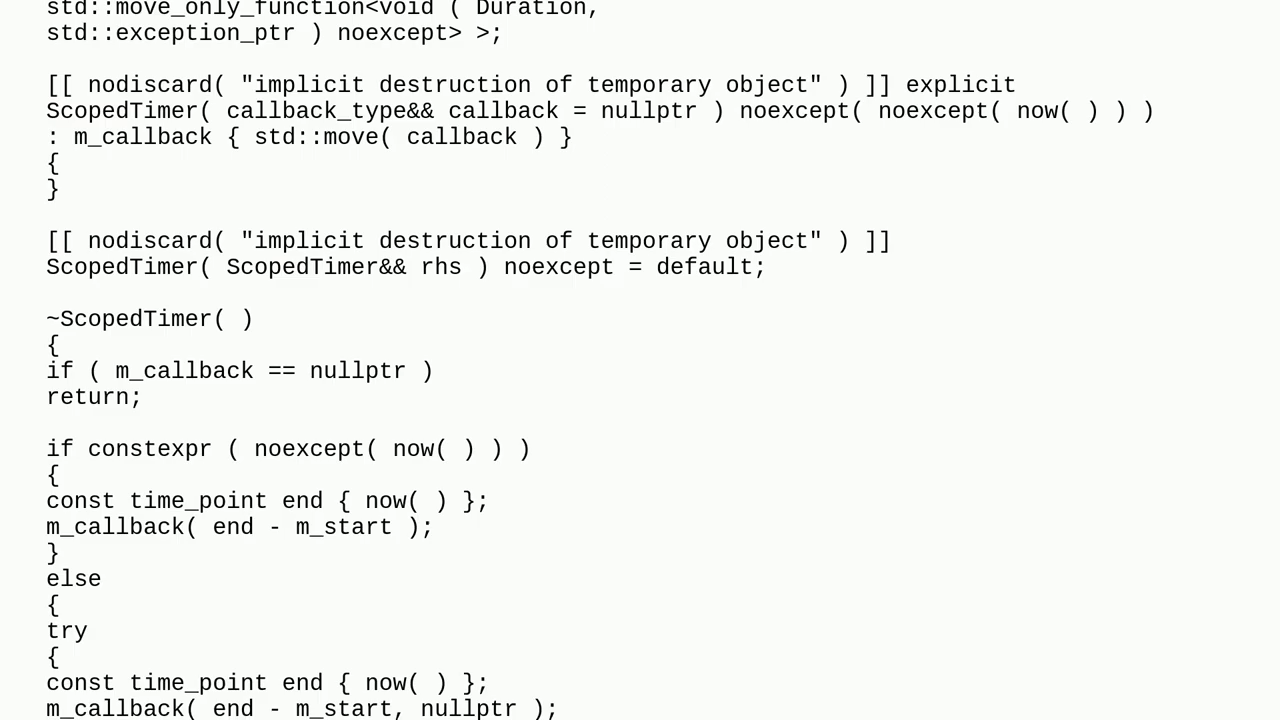 std::move_only_function<void ( Duration,
std::exception_ptr ) noexcept> >;
[[ nodiscard( "implicit destruction of temporary object" ) ]] explicit
ScopedTimer( callback_type&& callback = nullptr ) noexcept( noexcept( now( ) ) )
: m_callback { std::move( callback ) }
{
}
[[ nodiscard( "implicit destruction of temporary object" ) ]]
ScopedTimer( ScopedTimer&& rhs ) noexcept = default;
~ScopedTimer( )
{
if ( m_callback == nullptr )
return;
if constexpr ( noexcept( now( ) ) )
{
const time_point end { now( ) };
m_callback( end - m_start );
}
else
{
try
{
const time_point end { now( ) };
m_callback( end - m_start, nullptr );